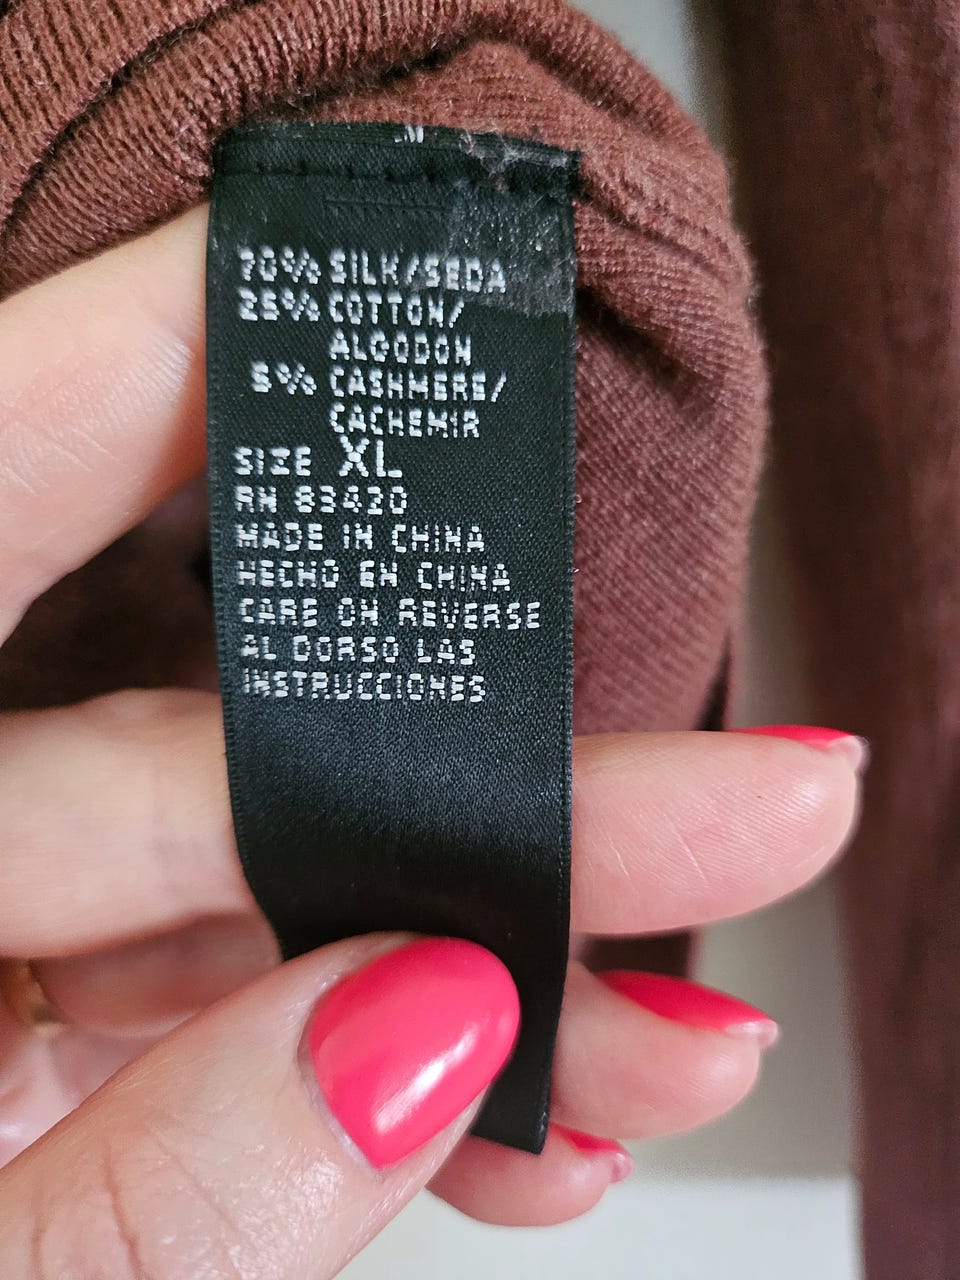 70% SILK/SEDA
25% COTTON/
ALGODON
5% CASHMERE/
CACHEMIR
SIZE XL
RN 83420
MADE IN CHINA
HECHO EN CHINA
CARE ON REVERSE
AL DORSO LAS
INSTRUCCIONES